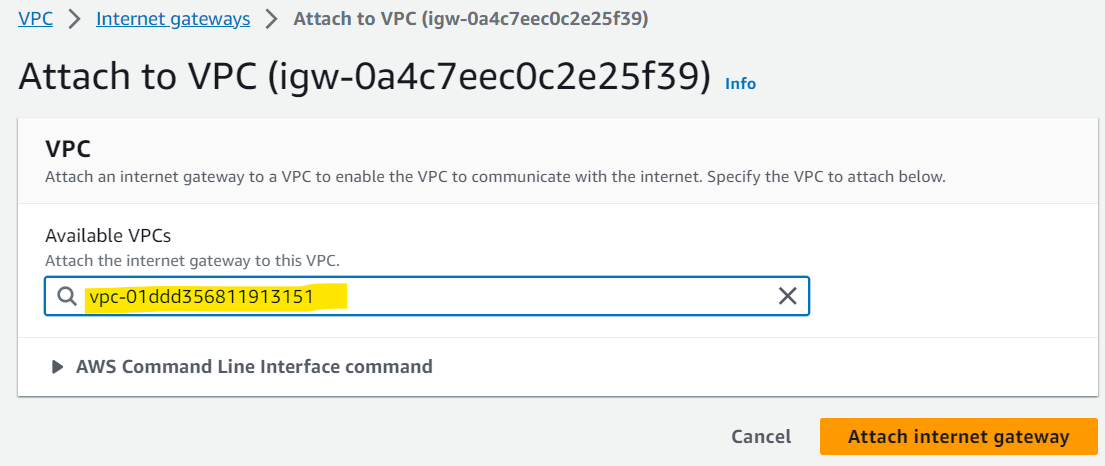 VPC > Internet gateways > Attach to VPC (igw-0a4c7eec0c2e25f39)
Attach to VPC (igw-0a4c7eec0c2e25f39) Info
VPC
Attach an internet gateway to a VPC to enable the VPC to communicate with the internet. Specify the VPC to attach below.
Available VPCs
Attach the internet gateway to this VPC.
vpc-01ddd356811913151
AWS Command Line Interface command
Cancel Attach internet gateway